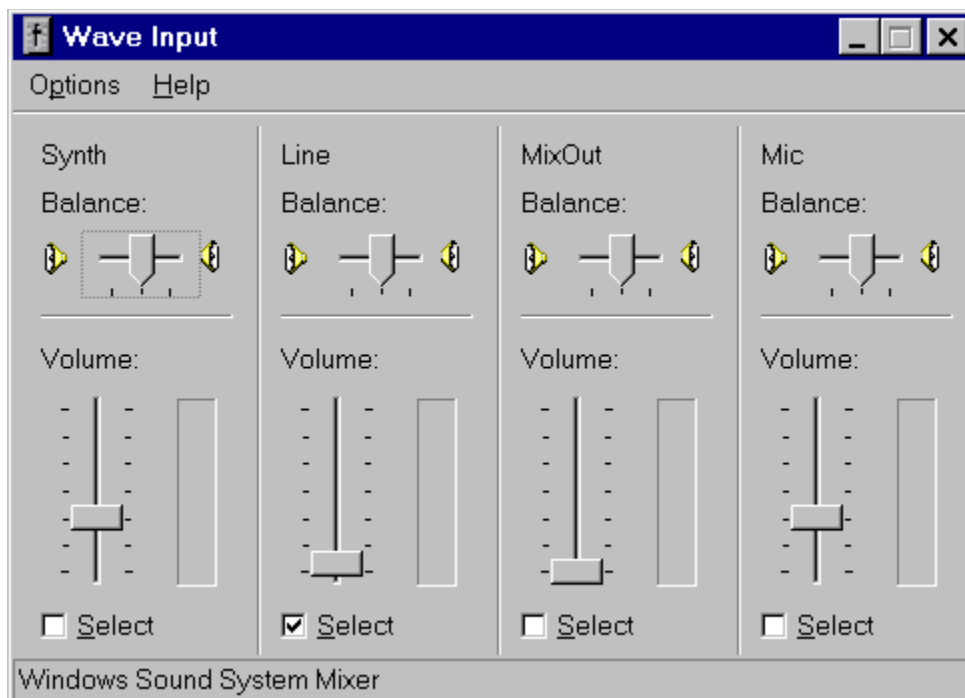 Wave Input
Options Help
Synth Line MixOut Mic
Balance: Balance: Balance: Balance:
Volume: Volume: Volume: Volume:
Select Select Select Select
Windows Sound System Mixer